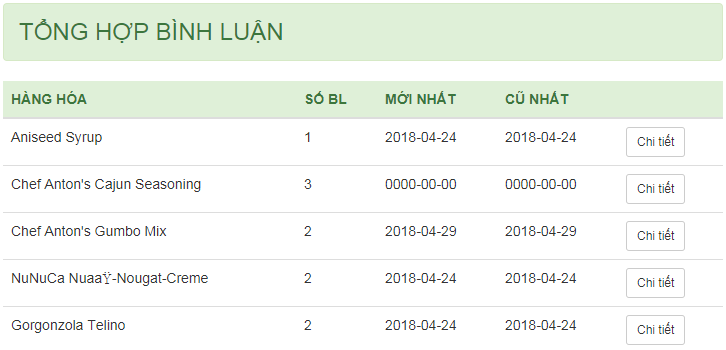 TỔNG HỢP BÌNH LUẬN
HÀNG HÓA SỐ BL MỚI NHẤT CŨ NHẤT
Aniseed Syrup 1 2018-04-24 2018-04-24 Chi tiết
Chef Anton's Cajun Seasoning 3 0000-00-00 0000-00-00 Chi tiết
Chef Anton's Gumbo Mix 2 2018-04-29 2018-04-29 Chi tiết
NuNuCa NuaaŸ-Nougat-Creme 2 2018-04-24 2018-04-24 Chi tiết
Gorgonzola Telino 2 2018-04-24 2018-04-24 Chi tiết